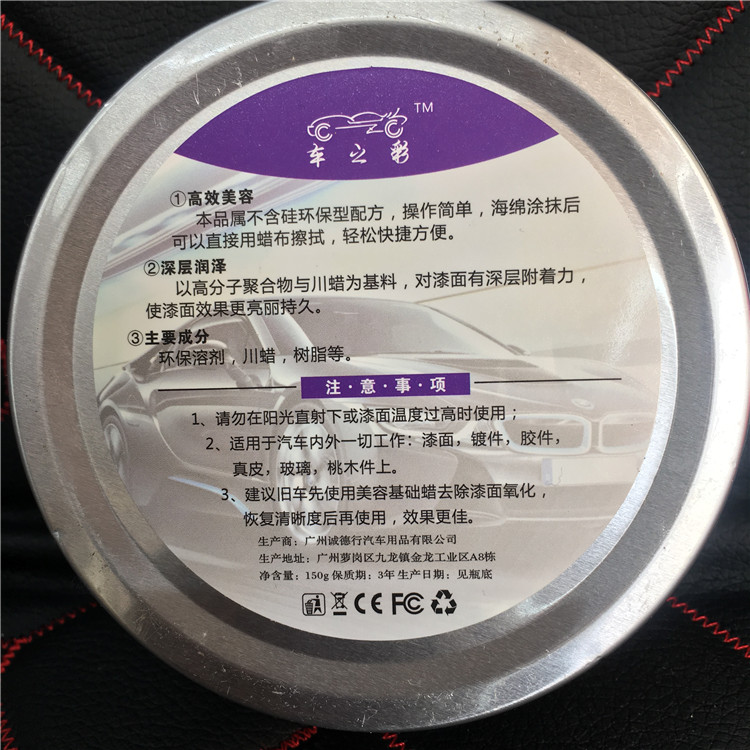 TM
车之彩
①高效美容
本品属不含硅环保型配方，操作简单，海绵涂抹后
可以直接用蜡布擦拭，轻松快捷方便。
②深层润泽
以高分子聚合物与川蜡为基料，对漆面有深层附着力，
使漆面效果更亮丽持久。
③主要成分
环保溶剂，川蜡，树脂等。
注·意·事·项
1、请勿在阳光直射下或漆面温度过高时使用；
2、适用于汽车内外一切工作：漆面，镀件，胶件，
真皮，玻璃，桃木件上。
3、建议旧车先使用美容基础蜡去除漆面氧化，
恢复清晰度后再使用，效果更佳。
生产商：广州诚德行汽车用品有限公司
生产地址：广州萝岗区九龙镇金龙工业区A8栋
净含量：150g 保质期：3年 生产日期：见瓶底
CE FC